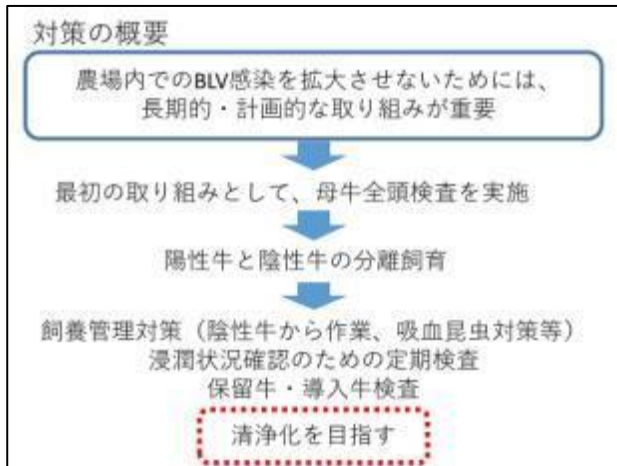 対策の概要
農場内でのBLV感染を拡大させないためには、
長期的・計画的な取り組みが重要
最初の取り組みとして、母牛全頭検査を実施
陽性牛と陰性牛の分離飼育
飼養管理対策（陰性牛から作業、吸血昆虫対策等）
浸潤状況確認のための定期検査
保留牛・導入牛検査
清浄化を目指す